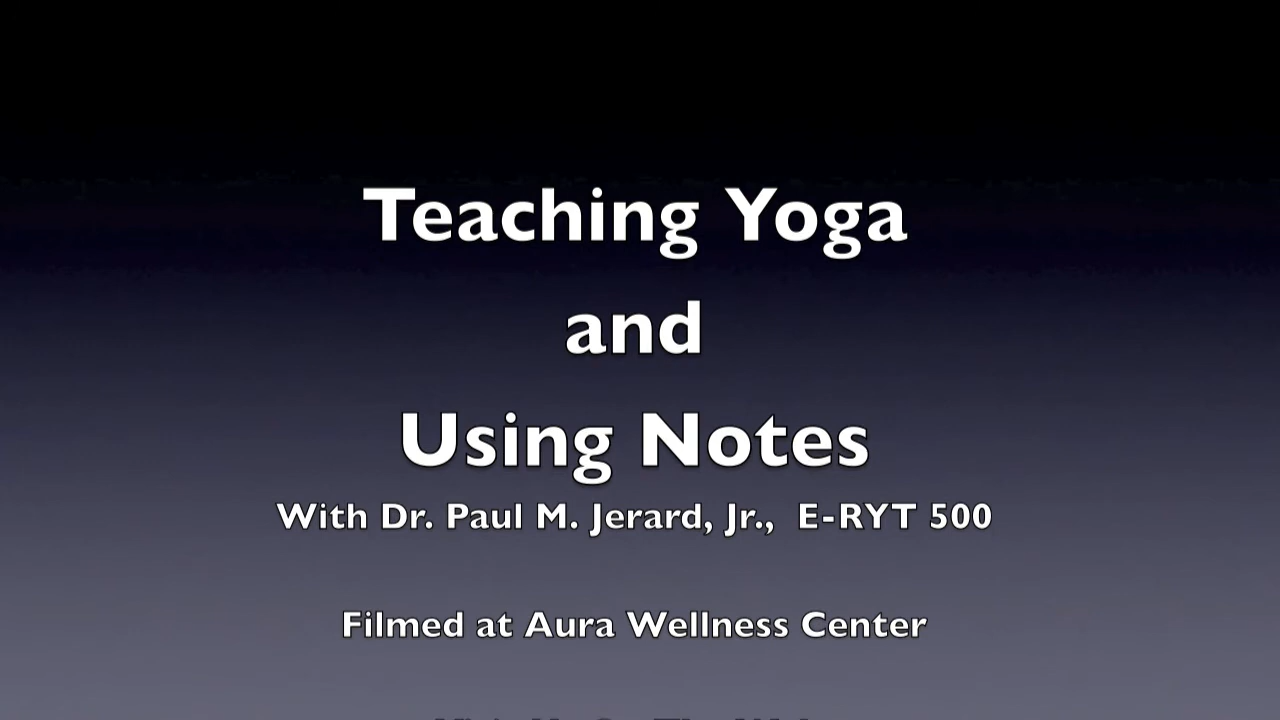 Teaching Yoga
and
Using Notes
With Dr. Paul M. Jerard, Jr., E-RYT 500
Filmed at Aura Wellness Center